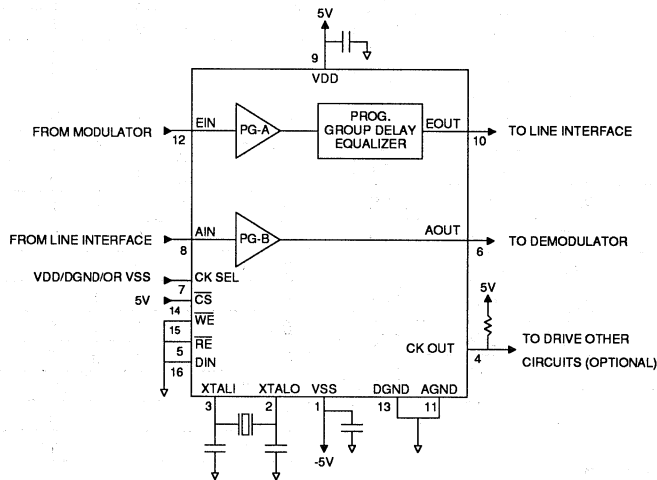 5V
9
VDD
FROM MODULATOR
12
EIN
PG-A
PROG.
GROUP DELAY
EQUALIZER
EOUT
10
TO LINE INTERFACE
FROM LINE INTERFACE
8
AIN
PG-B
AOUT
6
TO DEMODULATOR
VDD/DGND/OR VSS
7
CK SEL
5V
14
CS
15
WE
5
RE
16
DIN
5V
CK OUT
4
TO DRIVE OTHER
CIRCUITS (OPTIONAL)
XTALI
XTALO
VSS
DGND
AGND
3
2
1
13
11
-5V